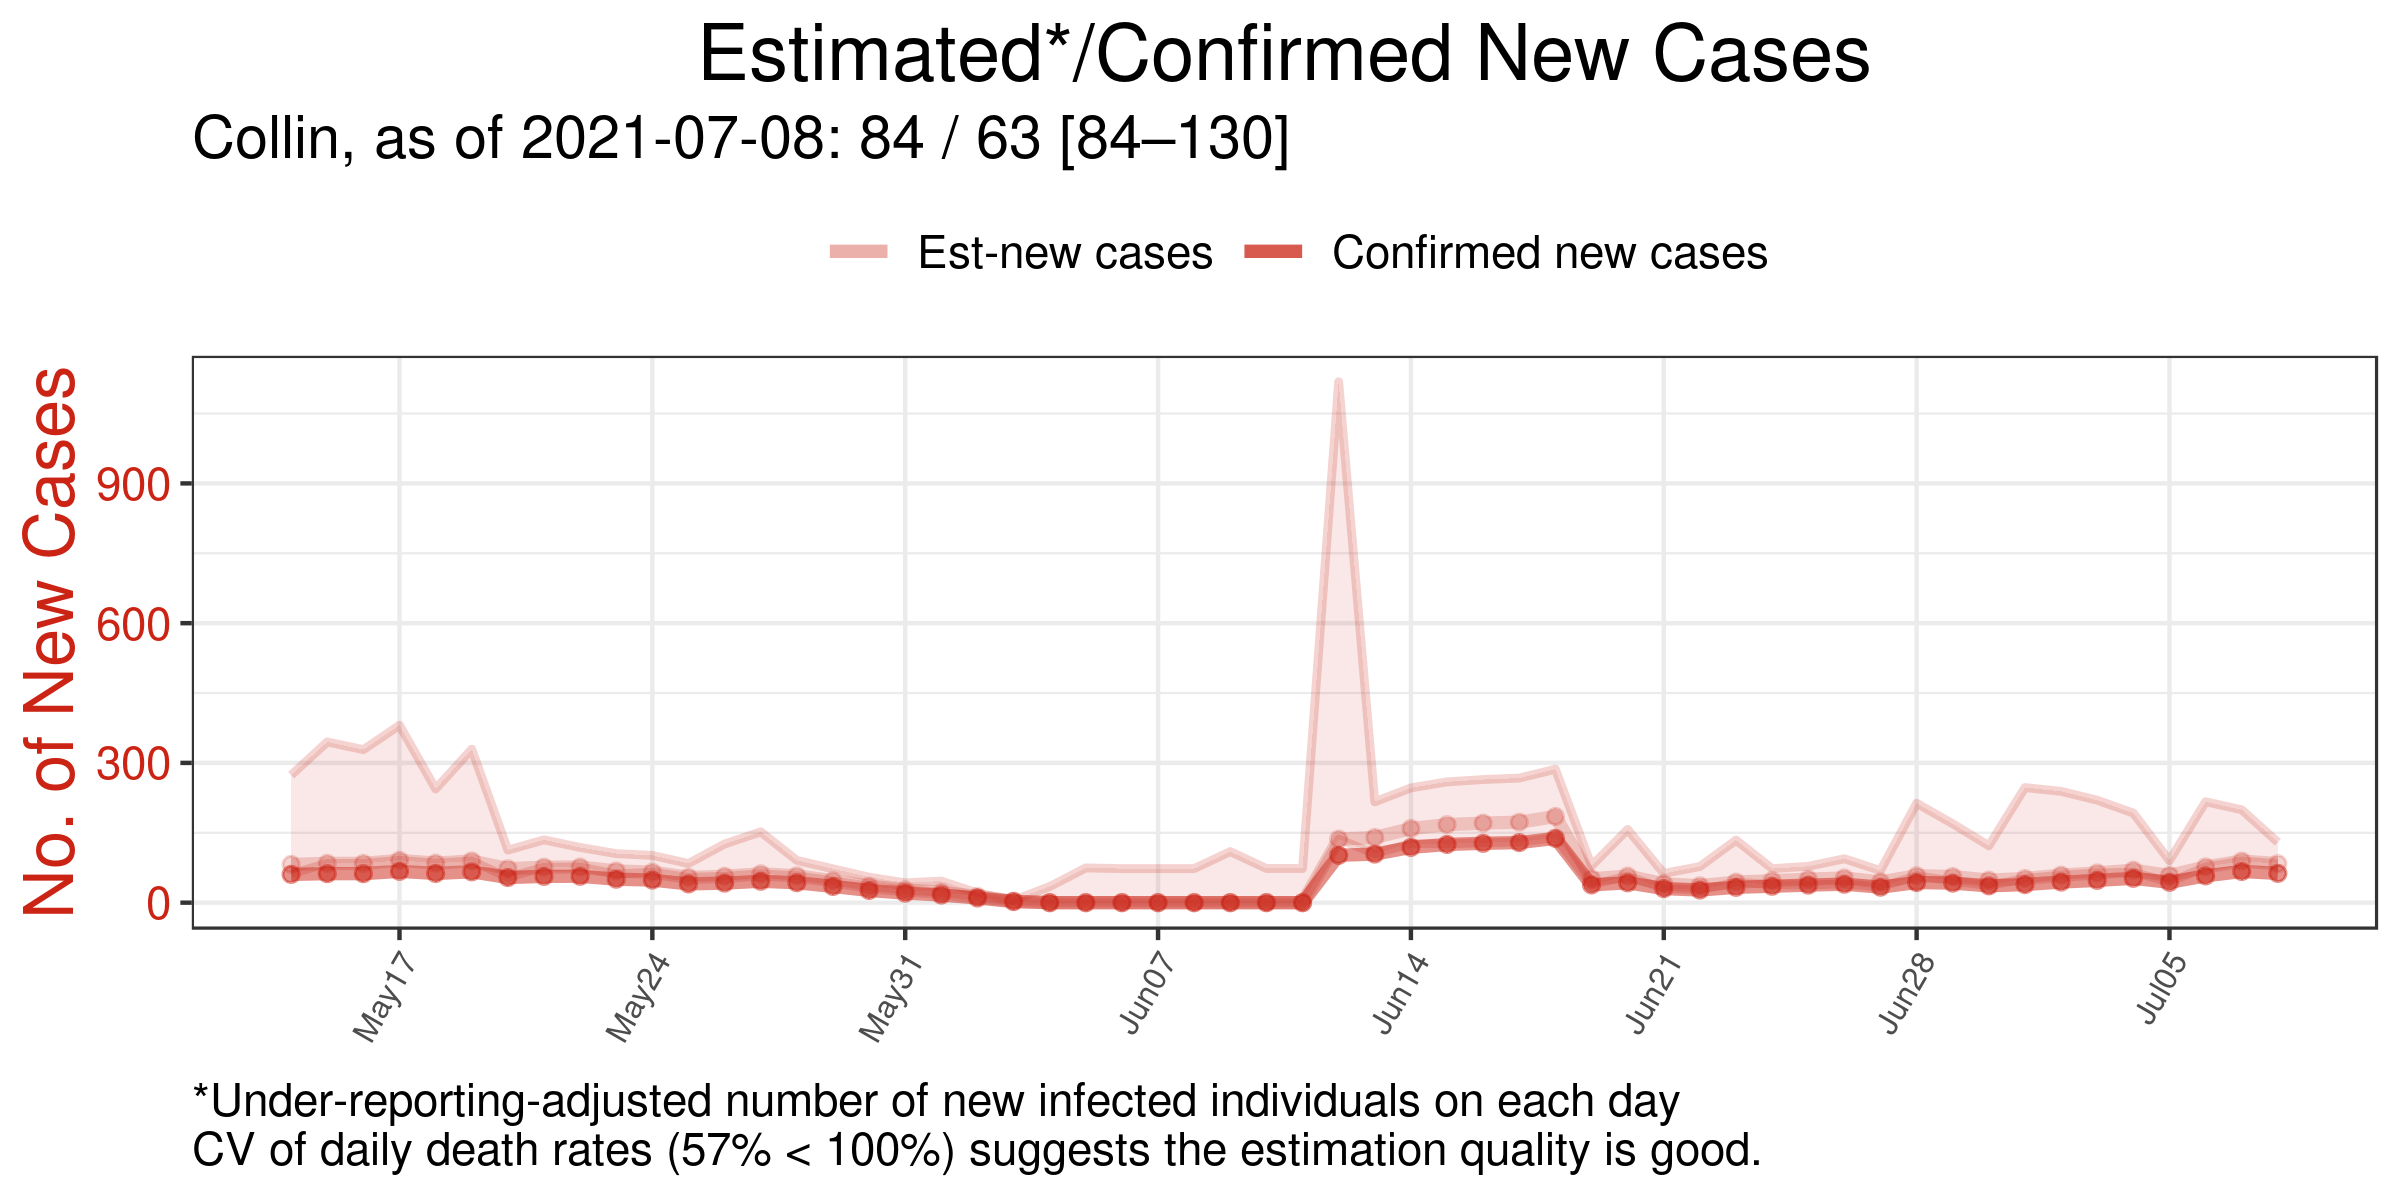 Estimated*/Confirmed New Cases
Collin, as of 2021-07-08: 84 / 63 [84–130]
Est-new cases
Confirmed new cases
No. of New Cases
900
600
300
0
May17
May24
May31
Jun07
Jun14
Jun21
Jun28
Jul05
*Under-reporting-adjusted number of new infected individuals on each day
CV of daily death rates (57% < 100%) suggests the estimation quality is good.